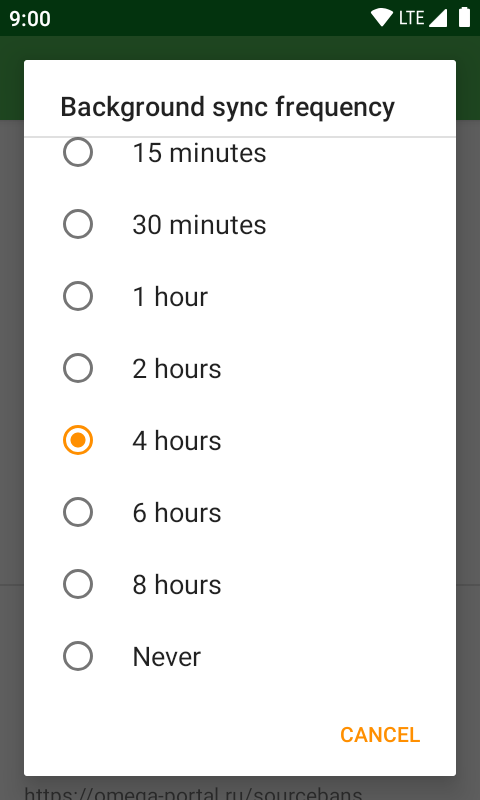 9:00 LTE
Background sync frequency
15 minutes
30 minutes
1 hour
2 hours
4 hours
6 hours
8 hours
Never
CANCEL
https://omega-portal.ru/sourcebans